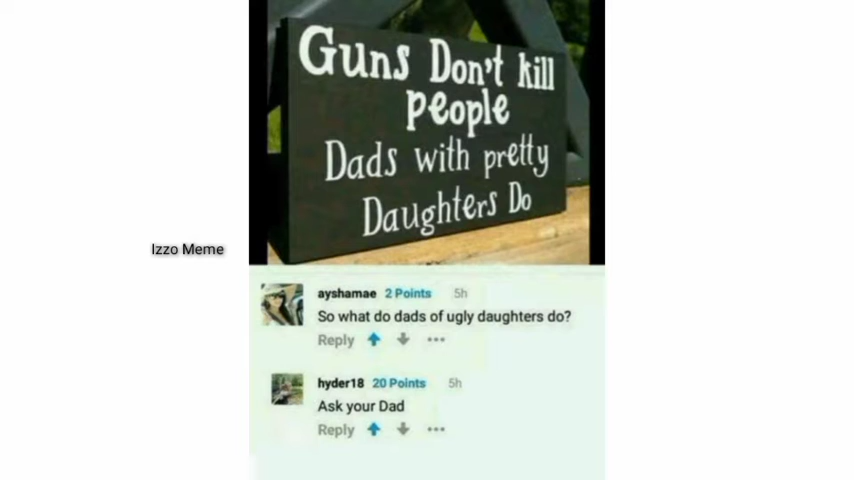 Guns Don't kill
people
Dads with pretty
Daughters Do
Izzo Meme
ayshamae 2 Points 5h
So what do dads of ugly daughters do?
Reply
hyder18 20 Points 5h
Ask your Dad
Reply